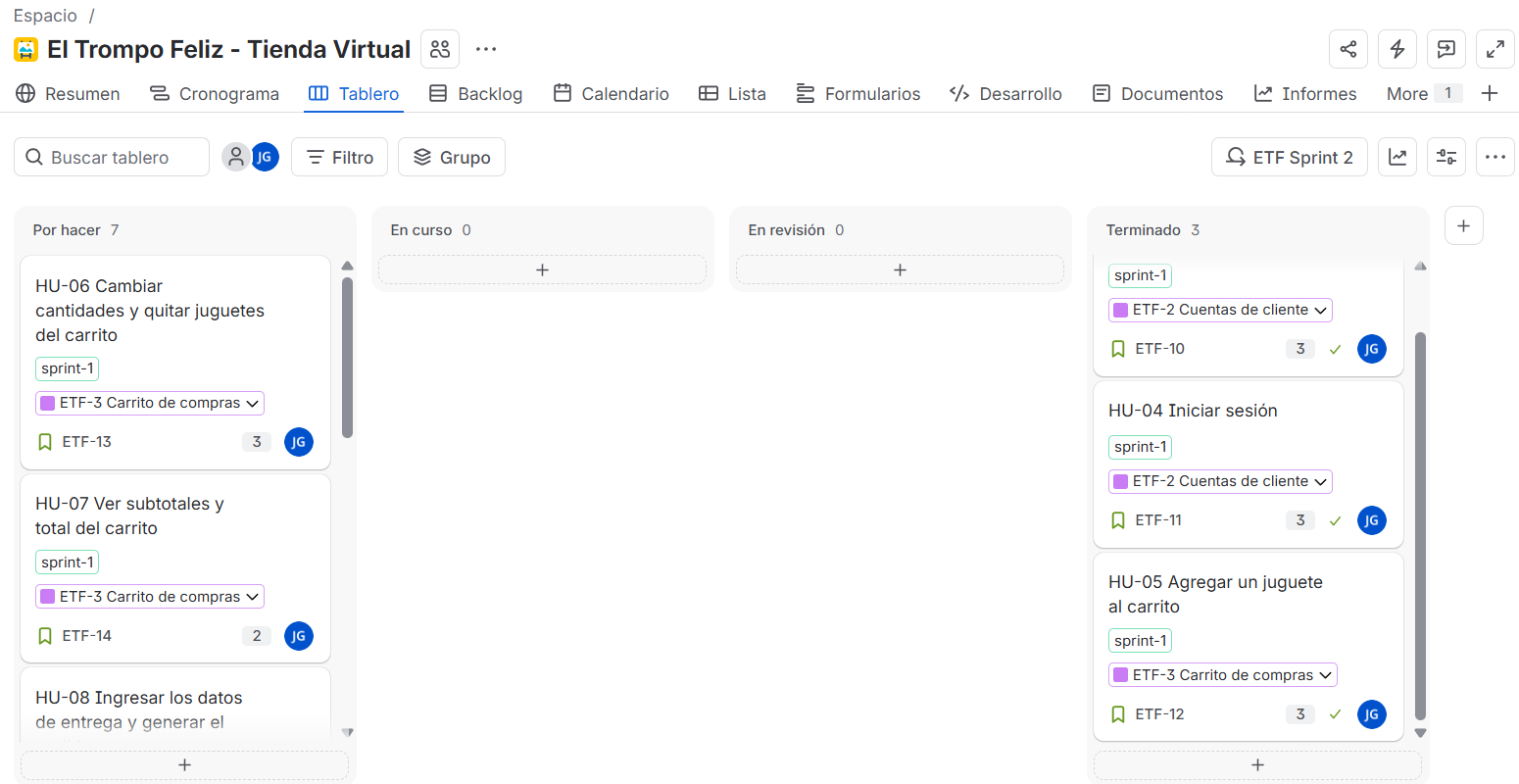 Espacio /
El Trompo Feliz - Tienda Virtual
Resumen Cronograma Tablero Backlog Calendario Lista Formularios Desarrollo Documentos Informes More 1
Buscar tablero JG Filtro Grupo ETF Sprint 2
Por hacer 7
HU-06 Cambiar
cantidades y quitar juguetes
del carrito
sprint-1
ETF-3 Carrito de compras
ETF-13 3 JG
HU-07 Ver subtotales y
total del carrito
sprint-1
ETF-3 Carrito de compras
ETF-14 2 JG
HU-08 Ingresar los datos
de entrega y generar el
En curso 0
En revisión 0
Terminado 3
sprint-1
ETF-2 Cuentas de cliente
ETF-10 3 JG
HU-04 Iniciar sesión
sprint-1
ETF-2 Cuentas de cliente
ETF-11 3 JG
HU-05 Agregar un juguete
al carrito
sprint-1
ETF-3 Carrito de compras
ETF-12 3 JG